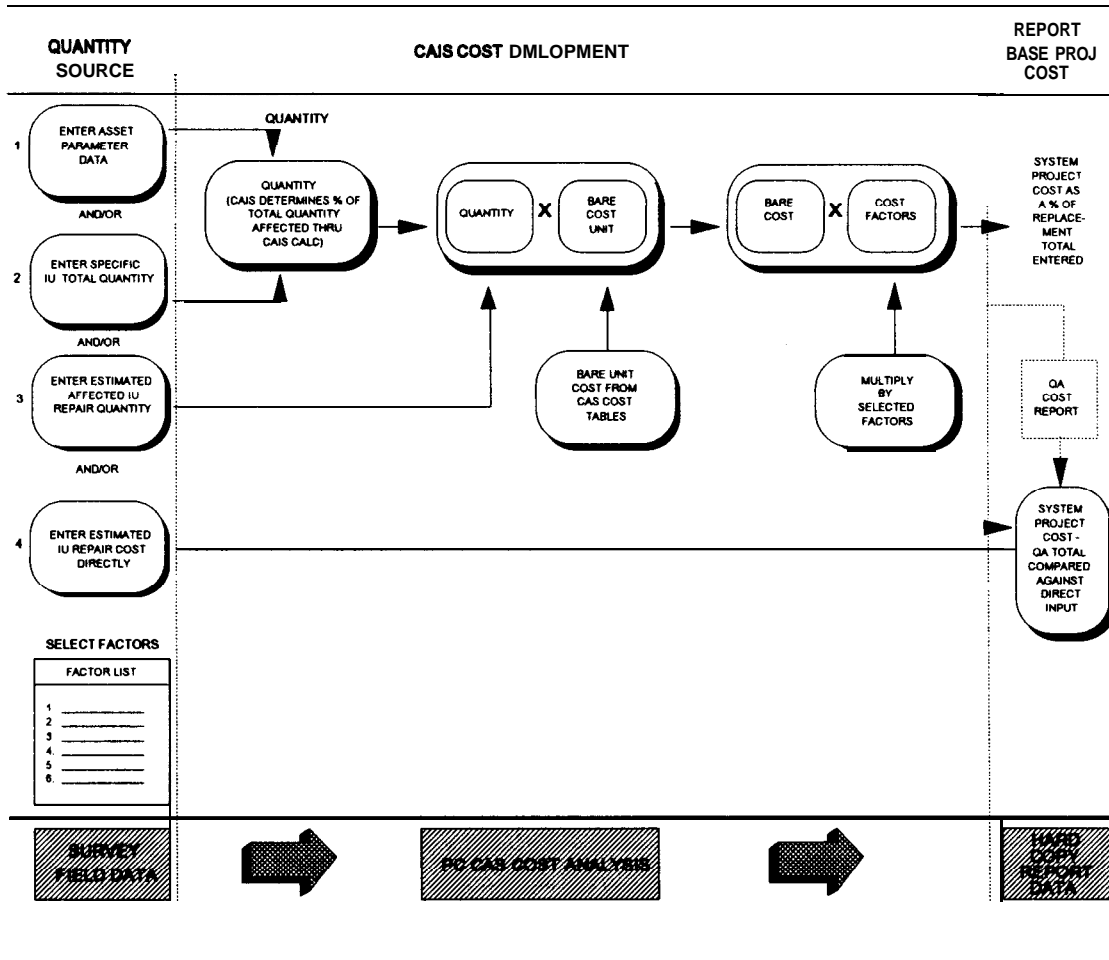 QUANTITY
SOURCE
CAIS COST DMLOPMENT
REPORT
BASE PROJ
COST
1
ENTER ASSET
PARAMETER
DATA
AND/OR
2
ENTER SPECIFIC
IU TOTAL QUANTITY
AND/OR
3
ENTER ESTIMATED
AFFECTED IU
REPAIR QUANTITY
AND/OR
4
ENTER ESTIMATED
IU REPAIR COST
DIRECTLY
QUANTITY
QUANTITY
(CAIS DETERMINES % OF
TOTAL QUANTITY
AFFECTED THRU
CAIS CALC)
QUANTITY
X
BARE
COST
UNIT
BARE
COST
X
COST
FACTORS
BARE UNIT
COST FROM
CAS COST
TABLES
MULTIPLY
BY
SELECTED
FACTORS
SYSTEM
PROJECT
COST AS
A % OF
REPLACE-
MENT
TOTAL
ENTERED
QA
COST
REPORT
SYSTEM
PROJECT
COST -
QA TOTAL
COMPARED
AGAINST
DIRECT
INPUT
SELECT FACTORS
FACTOR LIST
1
2
3
4.
5
6.
SURVEY
FIELD DATA
PC CAS COST ANALYSIS
HARD
COPY
REPORT
DATA